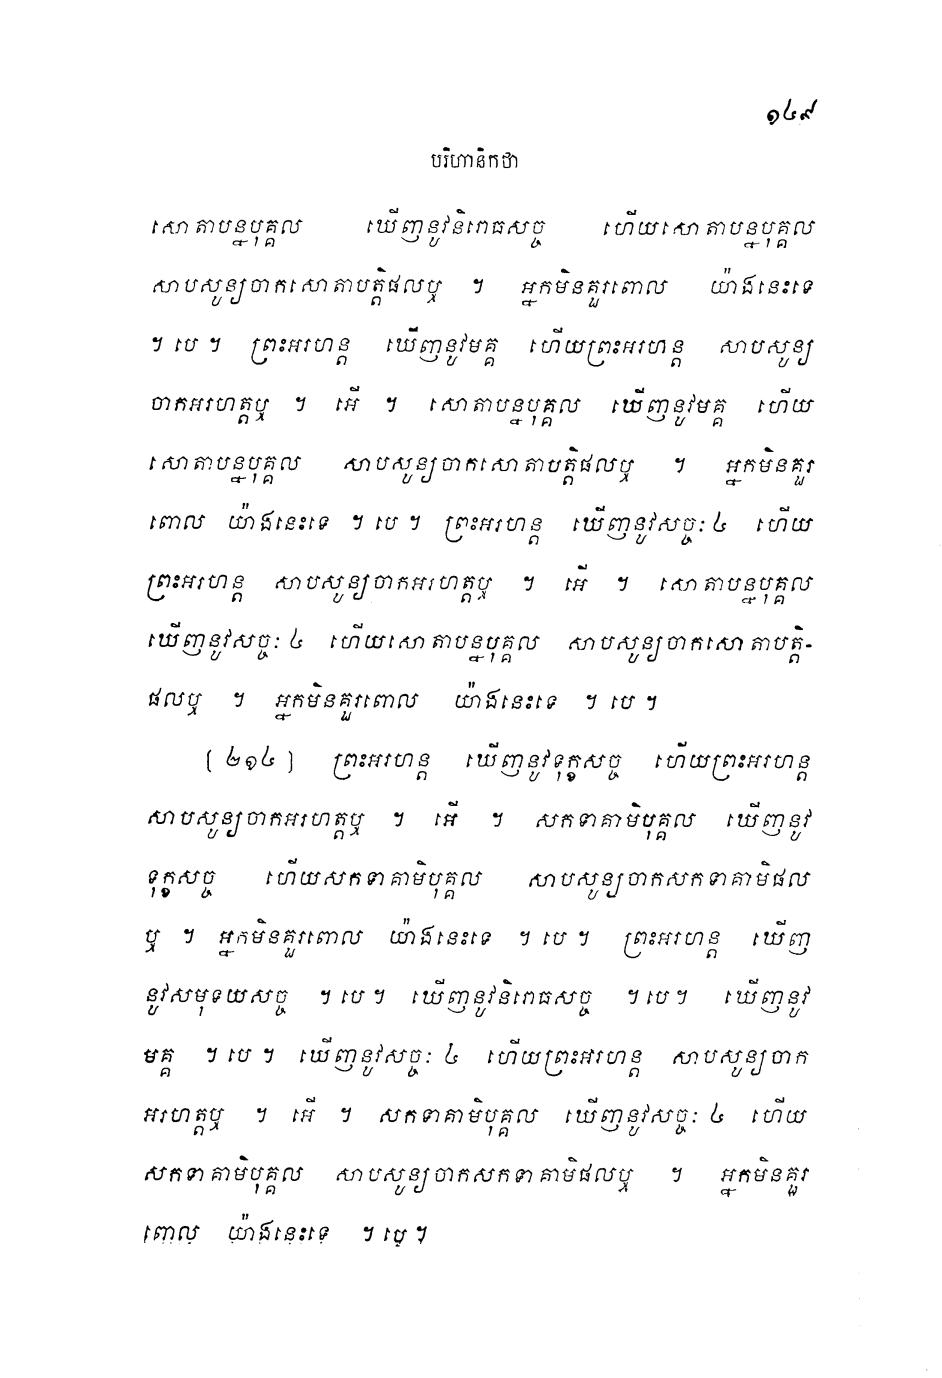 ១៤៩
បរិហានិកថា
សោតាបន្នបុគ្គល ឃើញនូវនិរោធសច្ច ហើយសោតាបន្នបុគ្គល
សាបសូន្យចាកសោតាបត្តិផលឬ ។ អ្នកមិនគួរពោល យ៉ាងនេះទេ
។ បេ ។ ព្រះអរហន្ត ឃើញនូវមគ្គ ហើយព្រះអរហន្ត សាបសូន្យ
ចាកអរហត្តឬ ។ អើ ។ សោតាបន្នបុគ្គល ឃើញនូវមគ្គ ហើយ
សោតាបន្នបុគ្គល សាបសូន្យចាកសោតាបត្តិផលឬ ។ អ្នកមិនគួរ
ពោល យ៉ាងនេះទេ ។ បេ ។ ព្រះអរហន្ត ឃើញនូវសច្ចៈ ៤ ហើយ
ព្រះអរហន្ត សាបសូន្យចាកអរហត្តឬ ។ អើ ។ សោតាបន្នបុគ្គល
ឃើញនូវសច្ចៈ ៤ ហើយសោតាបន្នបុគ្គល សាបសូន្យចាកសោតាបត្តិ-
ផលឬ ។ អ្នកមិនគួរពោល យ៉ាងនេះទេ ។ បេ ។
[ ២១៤ ] ព្រះអរហន្ត ឃើញនូវទុក្ខសច្ច ហើយព្រះអរហន្ត
សាបសូន្យចាកអរហត្តឬ ។ អើ ។ សកទាគាមិបុគ្គល ឃើញនូវ
ទុក្ខសច្ច ហើយសកទាគាមិបុគ្គល សាបសូន្យចាកសកទាគាមិផល
ឬ ។ អ្នកមិនគួរពោល យ៉ាងនេះទេ ។ បេ ។ ព្រះអរហន្ត ឃើញ
នូវសមុទយសច្ច ។ បេ ។ ឃើញនូវនិរោធសច្ច ។ បេ ។ ឃើញនូវ
មគ្គ ។ បេ ។ ឃើញនូវសច្ចៈ ៤ ហើយព្រះអរហន្ត សាបសូន្យចាក
អរហត្តឬ ។ អើ ។ សកទាគាមិបុគ្គល ឃើញនូវសច្ចៈ ៤ ហើយ
សកទាគាមិបុគ្គល សាបសូន្យចាកសកទាគាមិផលឬ ។ អ្នកមិនគួរ
ពោល យ៉ាងនេះទេ ។ បេ ។